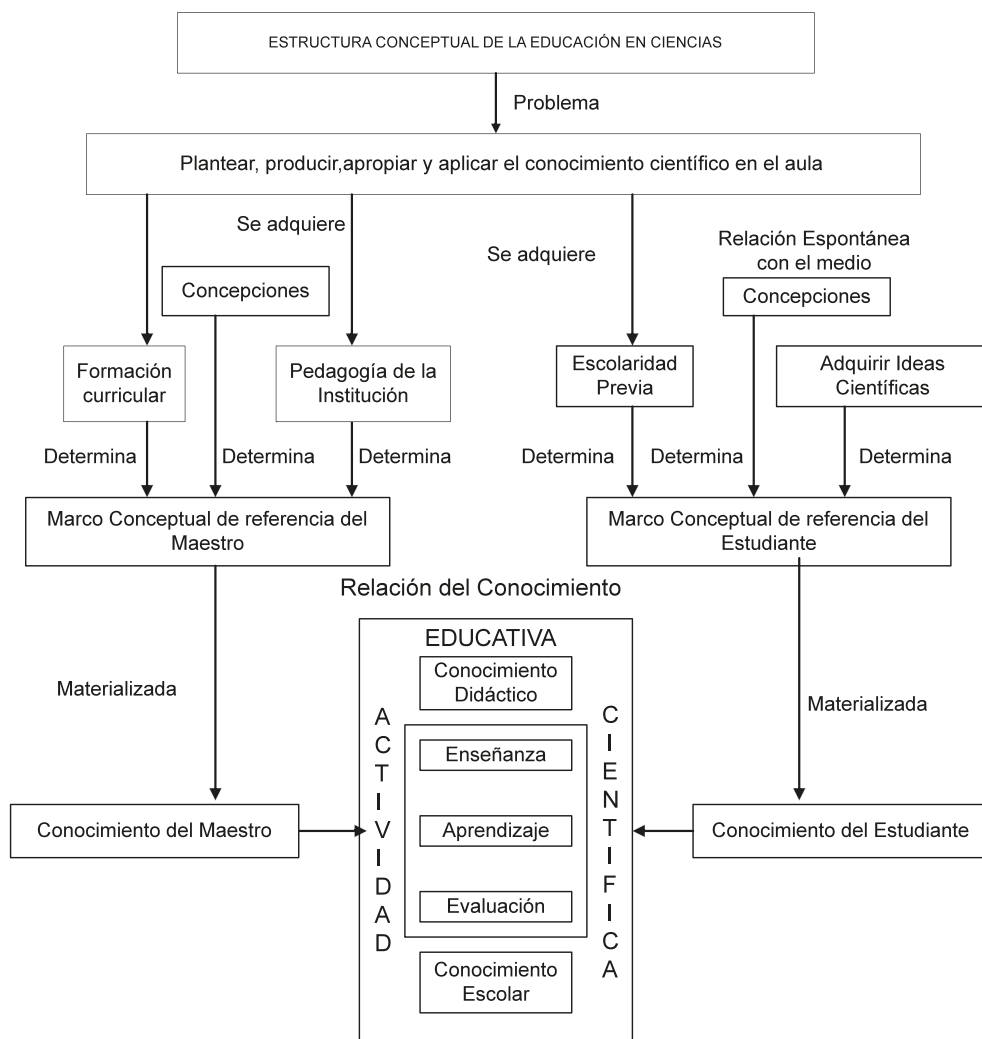 ESTRUCTURA CONCEPTUAL DE LA EDUCACIÓN EN CIENCIAS
Problema
Plantear, producir,apropiar y aplicar el conocimiento científico en el aula
Se adquiere
Se adquiere
Relación Espontánea
con el medio
Concepciones
Concepciones
Formación
curricular
Pedagogía de la
Institución
Escolaridad
Previa
Adquirir Ideas
Científicas
Determina
Determina
Determina
Determina
Determina
Determina
Marco Conceptual de referencia del
Maestro
Marco Conceptual de referencia del
Estudiante
Relación del Conocimiento
Materializada
Materializada
EDUCATIVA
Conocimiento
Didáctico
ACTIVIDAD
CIENTIFICA
Enseñanza
Aprendizaje
Evaluación
Conocimiento
Escolar
Conocimiento del Maestro
Conocimiento del Estudiante